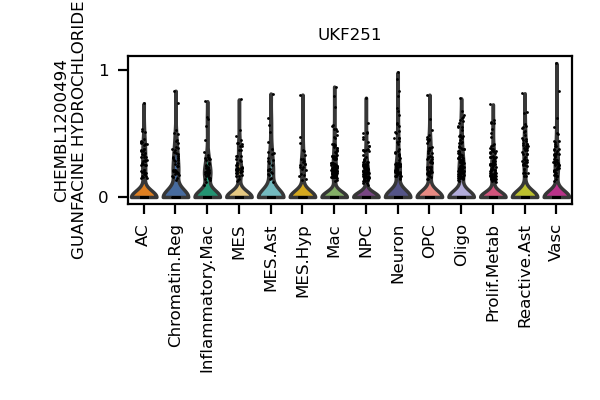 UKF251
CHEMBL1200494
GUANFACINE HYDROCHLORIDE
1
0
AC
Chromatin.Reg
Inflammatory.Mac
MES
MES.Ast
MES.Hyp
Mac
NPC
Neuron
OPC
Oligo
Prolif.Metab
Reactive.Ast
Vasc